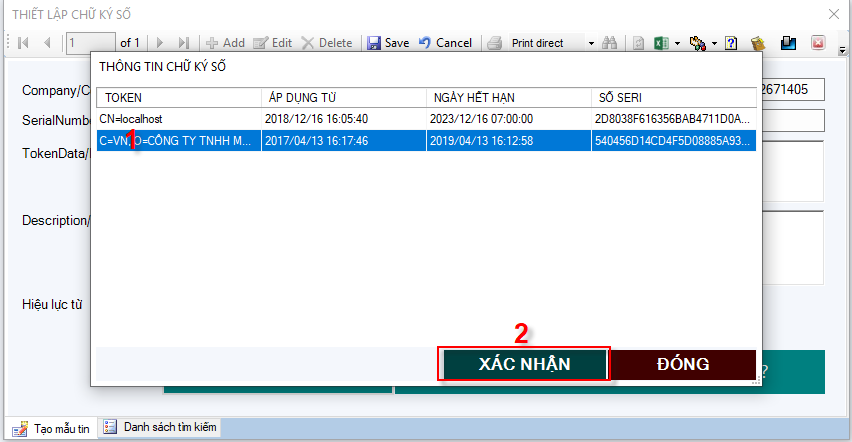 THIẾT LẬP CHỮ KÝ SỐ
1 of 1 Add Edit Delete Save Cancel Print direct
THÔNG TIN CHỮ KÝ SỐ
TOKEN ÁP DỤNG TỪ NGÀY HẾT HẠN SỐ SERI
CN=localhost 2018/12/16 16:05:40 2023/12/16 07:00:00 2D8038F616356BAB4711D0A...
C=VN, O=CÔNG TY TNHH M... 2017/04/13 16:17:46 2019/04/13 16:12:58 540456D14CD4F5D08885A93...
1
Company/C
2671405
SerialNumbe
TokenData/
Description/
Hiệu lực từ
2
XÁC NHẬN ĐÓNG
?
Tạo mẫu tin Danh sách tìm kiếm